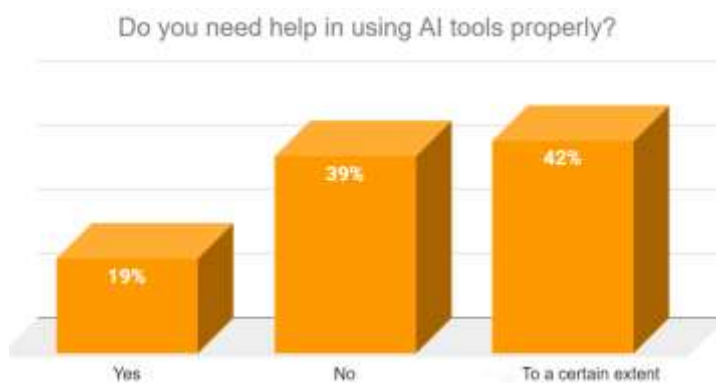 Do you need help in using AI tools properly?
19%
39%
42%
Yes
No
To a certain extent